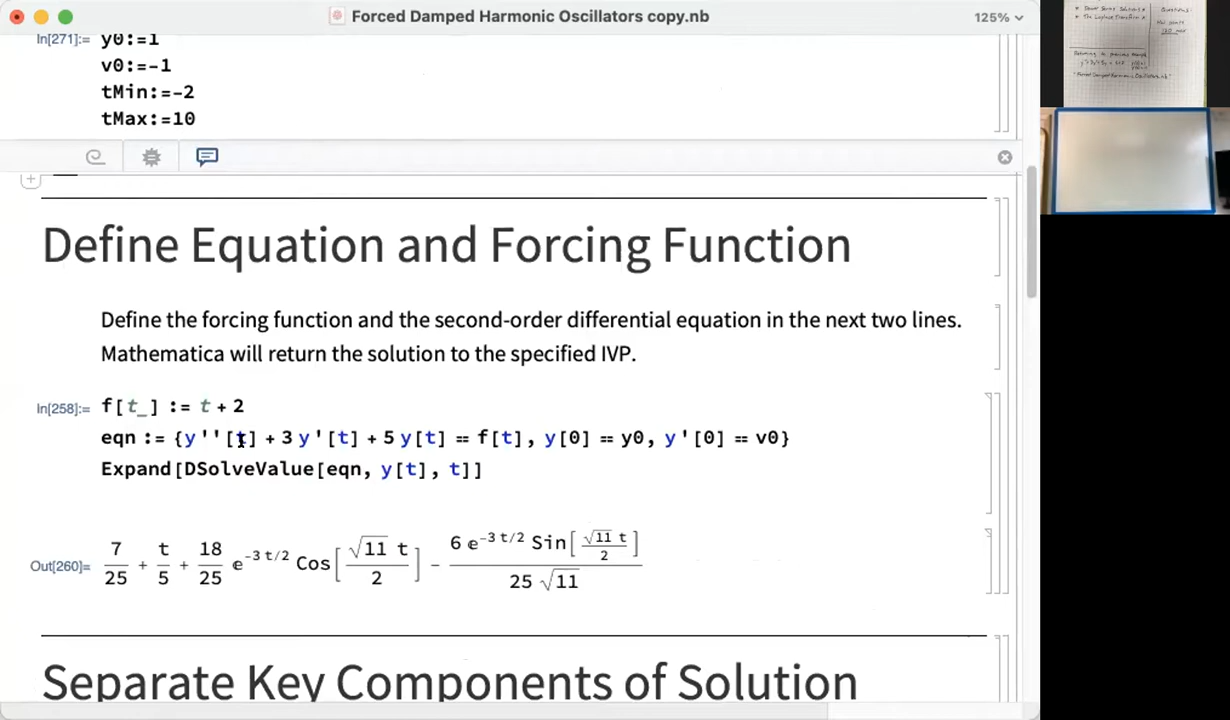 Forced Damped Harmonic Oscillators copy.nb
125%
In[271]:= y0:=1
v0:=-1
tMin:=-2
tMax:=10
Define Equation and Forcing Function
Define the forcing function and the second-order differential equation in the next two lines.
Mathematica will return the solution to the specified IVP.
In[258]:= f[t_] := t + 2
eqn := {y''[t] + 3 y'[t] + 5 y[t] == f[t], y[0] == y0, y'[0] == v0}
Expand[DSolveValue[eqn, y[t], t]]
Out[260]= 7/25 + t/5 + 18/25 e^(-3 t/2) Cos[√11 t/2] - 6 e^(-3 t/2) Sin[√11 t/2]/(25 √11)
Separate Key Components of Solution